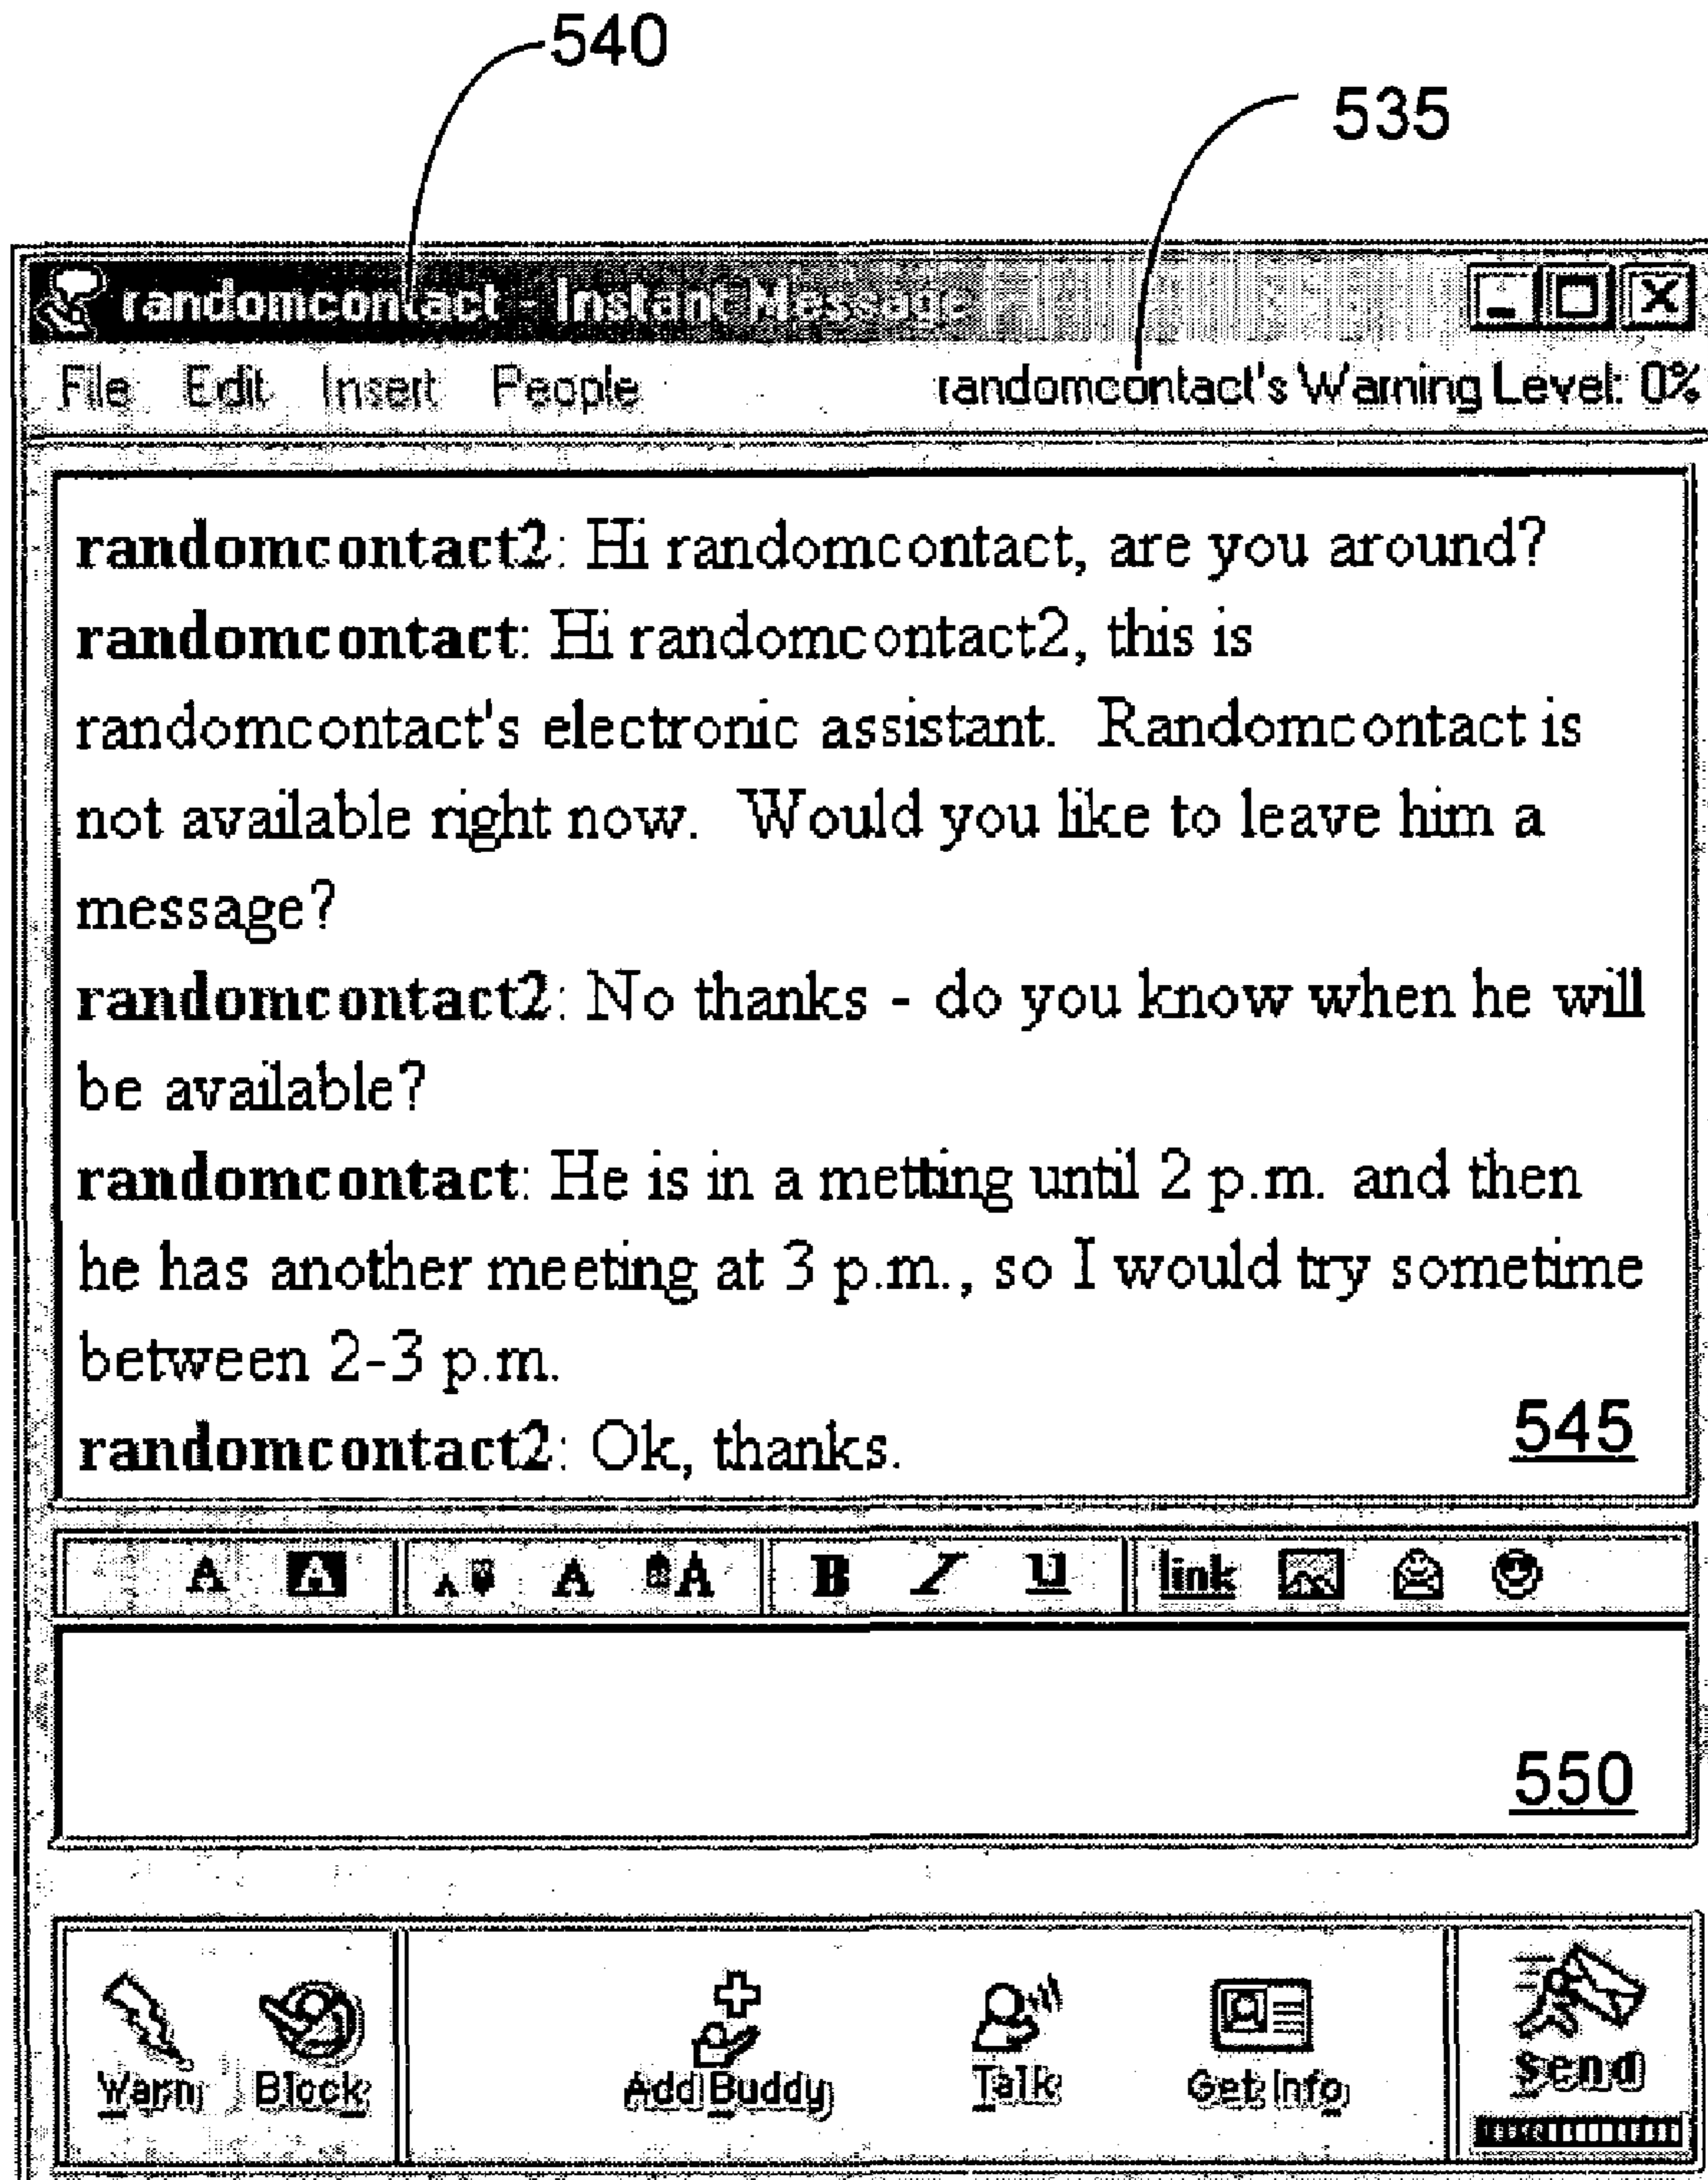 540
535
randomcontact - Instant Message
File Edit Insert People randomcontact's Warning Level: 0%
randomcontact2: Hi randomcontact, are you around?
randomcontact: Hi randomcontact2, this is
randomcontact's electronic assistant. Randomcontact is
not available right now. Would you like to leave him a
message?
randomcontact2: No thanks - do you know when he will
be available?
randomcontact: He is in a metting until 2 p.m. and then
he has another meeting at 3 p.m., so I would try sometime
between 2-3 p.m.
randomcontact2: Ok, thanks.
545
A A A A A B I U link
550
Warn Block Add Buddy Talk Get Info Send